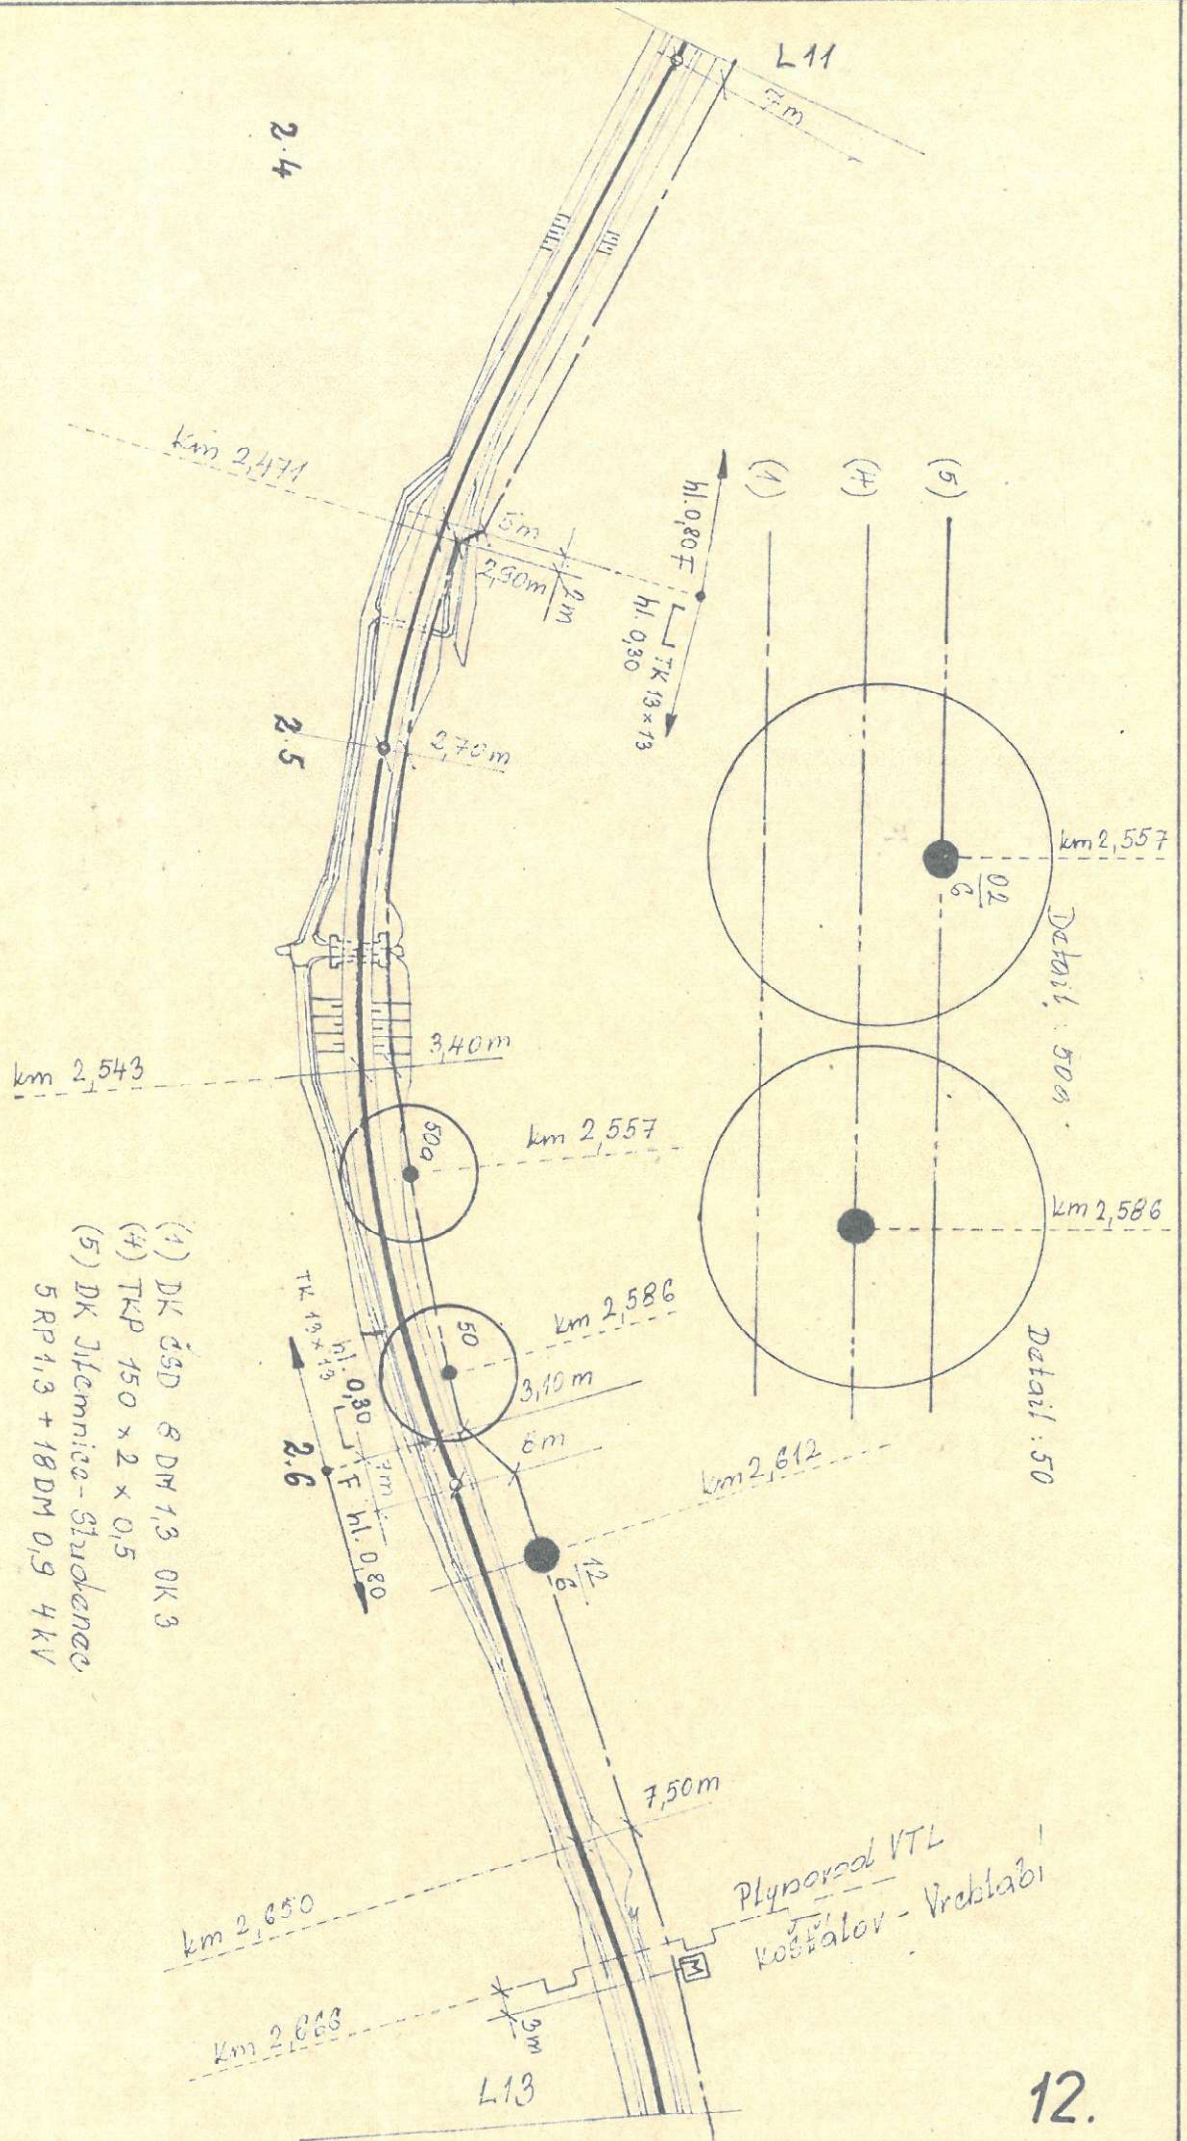 L11
7m
2.4
km 2,471
5m
2,90m
2m
hl. 0,80 F
TK 13×13
hl. 0,30
(1)
(4)
(5)
km 2,557
02
6
Detail: 50a
km 2,586
Detail: 50
2.5
2,70m
3,40m
km 2,543
50a
km 2,557
50
km 2,586
3,10m
6m
km 2,612
12
6
TK 13×13
hl. 0,30
7m
2.6
F hl. 0,80
(1) DK ČSD 8 DM 1,3 OK 3
(4) TKP 150 × 2 × 0,5
(5) DK Jilemnice - Studenec
5 RP 1,3 + 18 DM 0,9 4 kV
7,50m
km 2,650
Plynovod VTL
Košťálov - Vrchlabí
M
km 2,666
3m
L13
12.